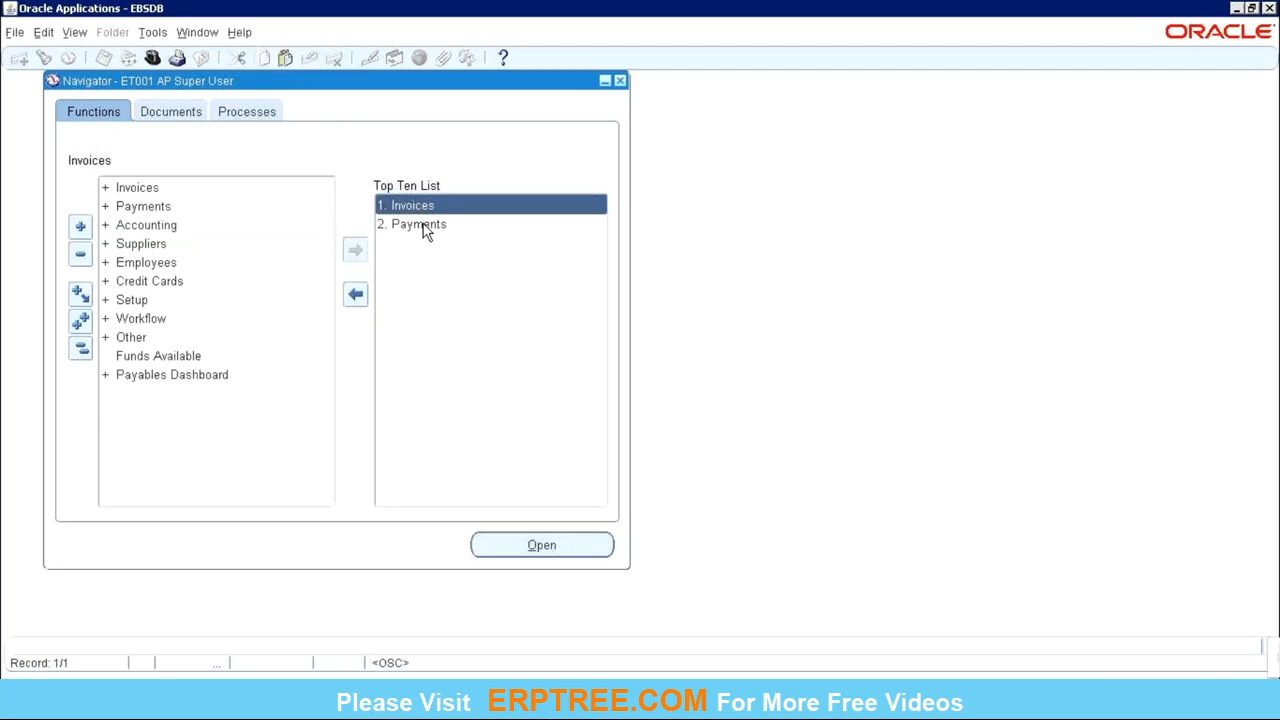 Oracle Applications - EBSDB
File Edit View Folder Tools Window Help
ORACLE
Navigator - ET001 AP Super User
Functions Documents Processes
Invoices
Top Ten List
+ Invoices
+ Payments
+ Accounting
+ Suppliers
+ Employees
+ Credit Cards
+ Setup
+ Workflow
+ Other
Funds Available
+ Payables Dashboard
1. Invoices
2. Payments
Open
Record: 1/1 ... <OSC>
Please Visit ERPTREE.COM For More Free Videos